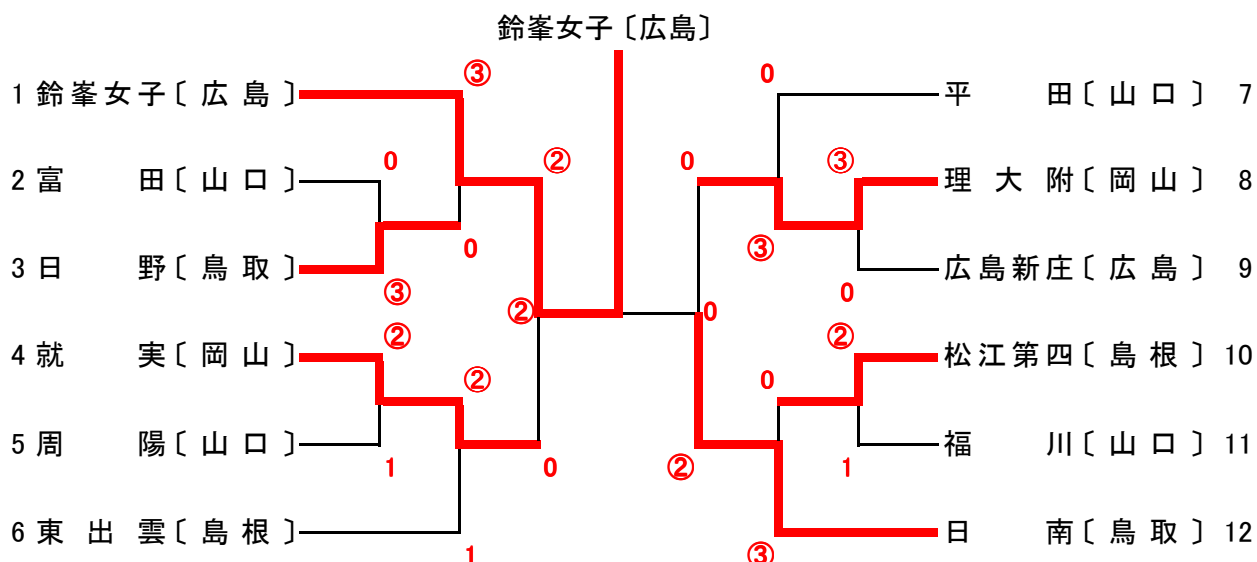 鈴峯女子〔広島〕
③ 0
1 鈴峯女子〔 広 島 〕 平 田〔 山 口 〕 7
0 ② 0 ③
2 富 田〔 山 口 〕 理 大 附〔 岡 山 〕 8
0 ③
3 日 野〔 鳥 取 〕 広島新庄〔 広 島 〕 9
③ 0
② 0
② ②
4 就 実〔 岡 山 〕 松江第四〔 島 根 〕 10
② 0
5 周 陽〔 山 口 〕 福 川〔 山 口 〕 11
1 0 ② 1
6 東 出 雲〔 島 根 〕 日 南〔 鳥 取 〕 12
1 ③